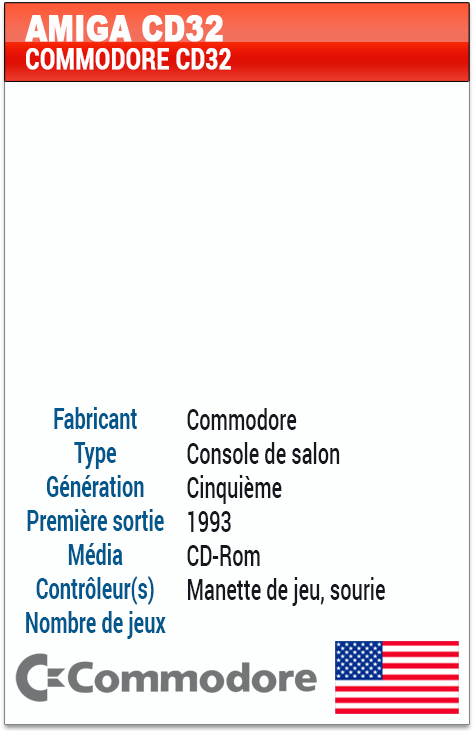 AMIGA CD32
COMMODORE CD32
Fabricant Commodore
Type Console de salon
Génération Cinquième
Première sortie 1993
Média CD-Rom
Contrôleur(s) Manette de jeu, sourie
Nombre de jeux
Commodore